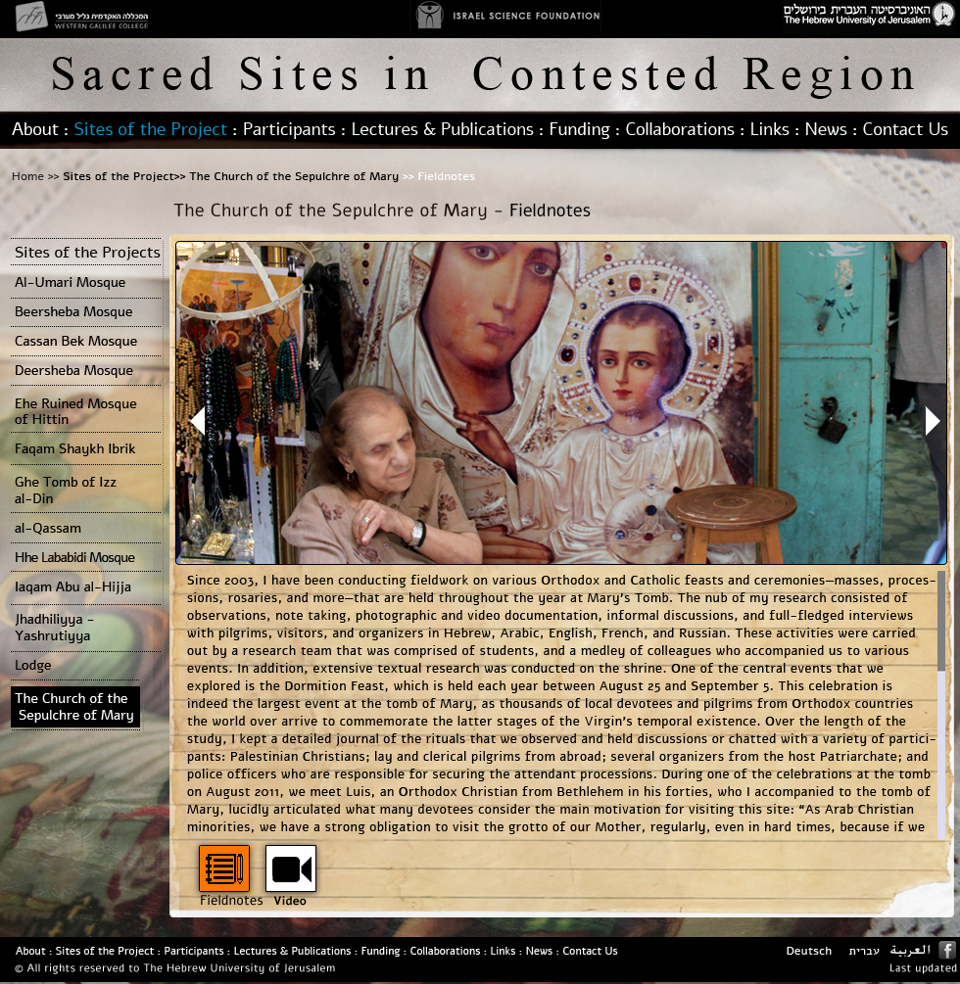 המכללה האקדמית גליל מערבי
WESTERN GALILEE COLLEGE
ISRAEL SCIENCE FOUNDATION
האוניברסיטה העברית בירושלים
The Hebrew University of Jerusalem
Sacred Sites in Contested Region
About : Sites of the Project : Participants : Lectures & Publications : Funding : Collaborations : Links : News : Contact Us
Home >> Sites of the Project>> The Church of the Sepulchre of Mary >> Fieldnotes
The Church of the Sepulchre of Mary - Fieldnotes
Sites of the Projects
Al-Umari Mosque
Beersheba Mosque
Cassan Bek Mosque
Deersheba Mosque
Ehe Ruined Mosque
of Hittin
Faqam Shaykh Ibrik
Ghe Tomb of Izz
al-Din
al-Qassam
Hhe Lababidi Mosque
Iaqam Abu al-Hijja
Jhadhiliyya -
Yashrutiyya
Lodge
The Church of the
Sepulchre of Mary
Since 2003, I have been conducting fieldwork on various Orthodox and Catholic feasts and ceremonies—masses, proces-
sions, rosaries, and more—that are held throughout the year at Mary's Tomb. The nub of my research consisted of
observations, note taking, photographic and video documentation, informal discussions, and full-fledged interviews
with pilgrims, visitors, and organizers in Hebrew, Arabic, English, French, and Russian. These activities were carried
out by a research team that was comprised of students, and a medley of colleagues who accompanied us to various
events. In addition, extensive textual research was conducted on the shrine. One of the central events that we
explored is the Dormition Feast, which is held each year between August 25 and September 5. This celebration is
indeed the largest event at the tomb of Mary, as thousands of local devotees and pilgrims from Orthodox countries
the world over arrive to commemorate the latter stages of the Virgin's temporal existence. Over the length of the
study, I kept a detailed journal of the rituals that we observed and held discussions or chatted with a variety of partici-
pants: Palestinian Christians; lay and clerical pilgrims from abroad; several organizers from the host Patriarchate; and
police officers who are responsible for securing the attendant processions. During one of the celebrations at the tomb
on August 2011, we meet Luis, an Orthodox Christian from Bethlehem in his forties, who I accompanied to the tomb of
Mary, lucidly articulated what many devotees consider the main motivation for visiting this site: “As Arab Christian
minorities, we have a strong obligation to visit the grotto of our Mother, regularly, even in hard times, because if we
Fieldnotes Video
About : Sites of the Project : Participants : Lectures & Publications : Funding : Collaborations : Links : News : Contact Us
Deutsch עברית العربية f
© All rights reserved to The Hebrew University of Jerusalem
Last updated